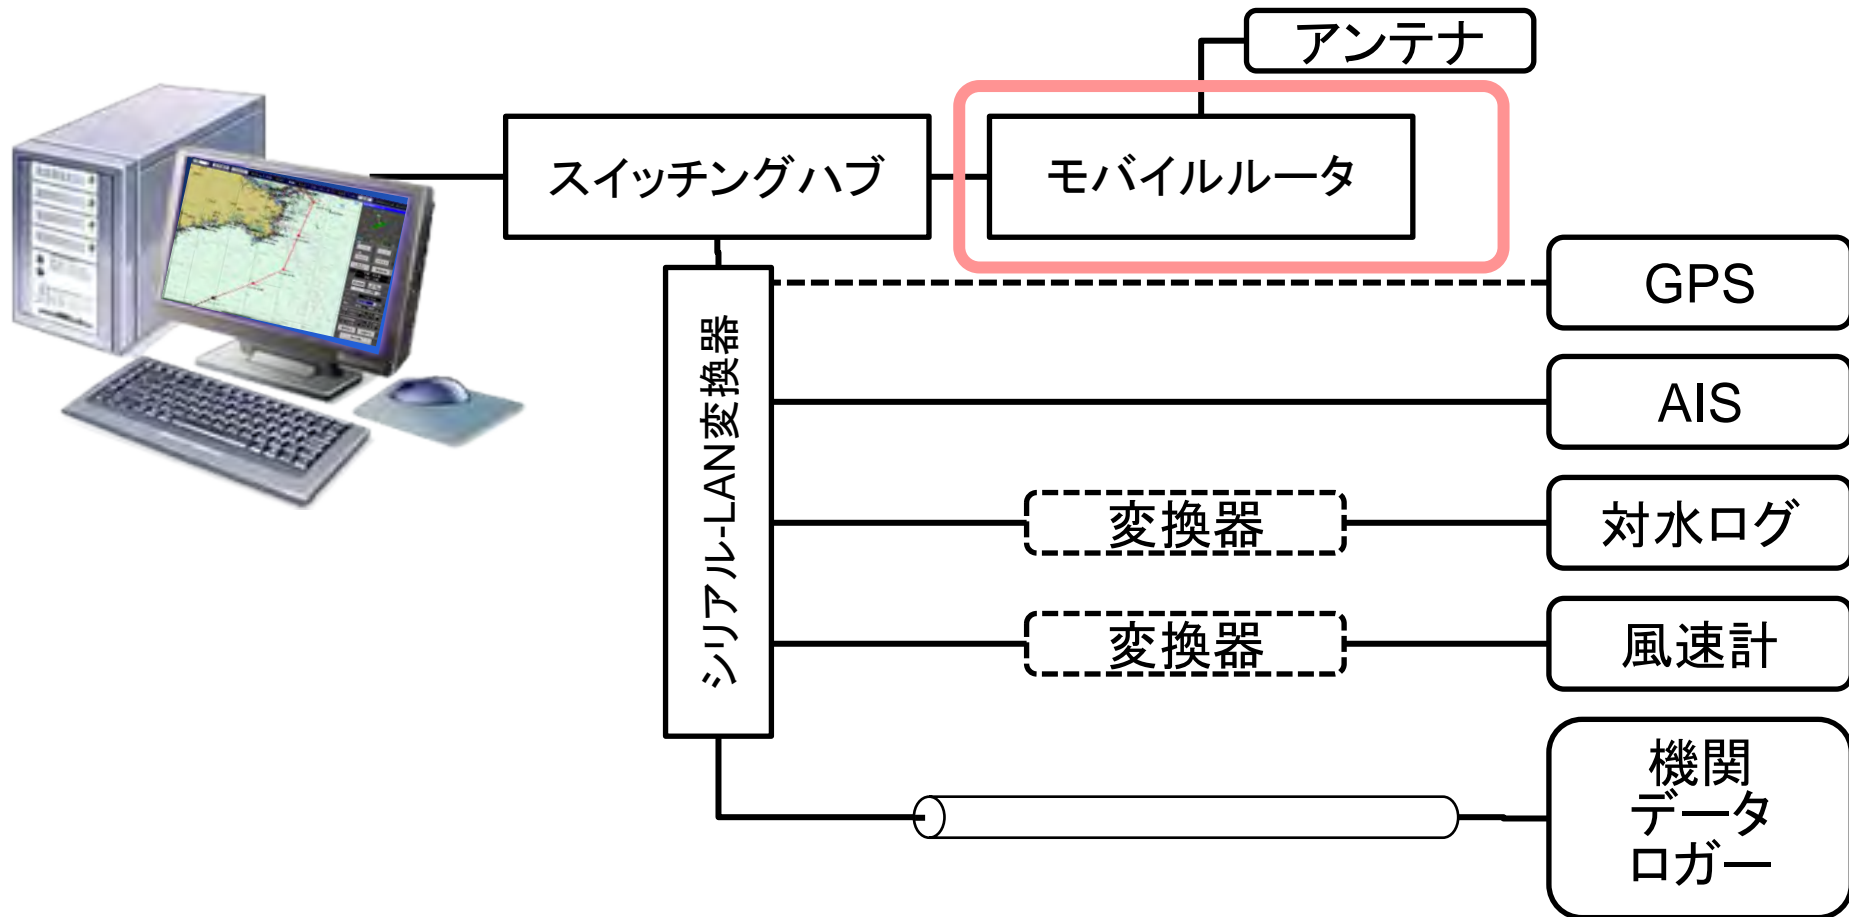 アンテナ
スイッチングハブ
モバイルルータ
シリアル-LAN変換器
GPS
AIS
変換器
対水ログ
変換器
風速計
機関
データ
ロガー